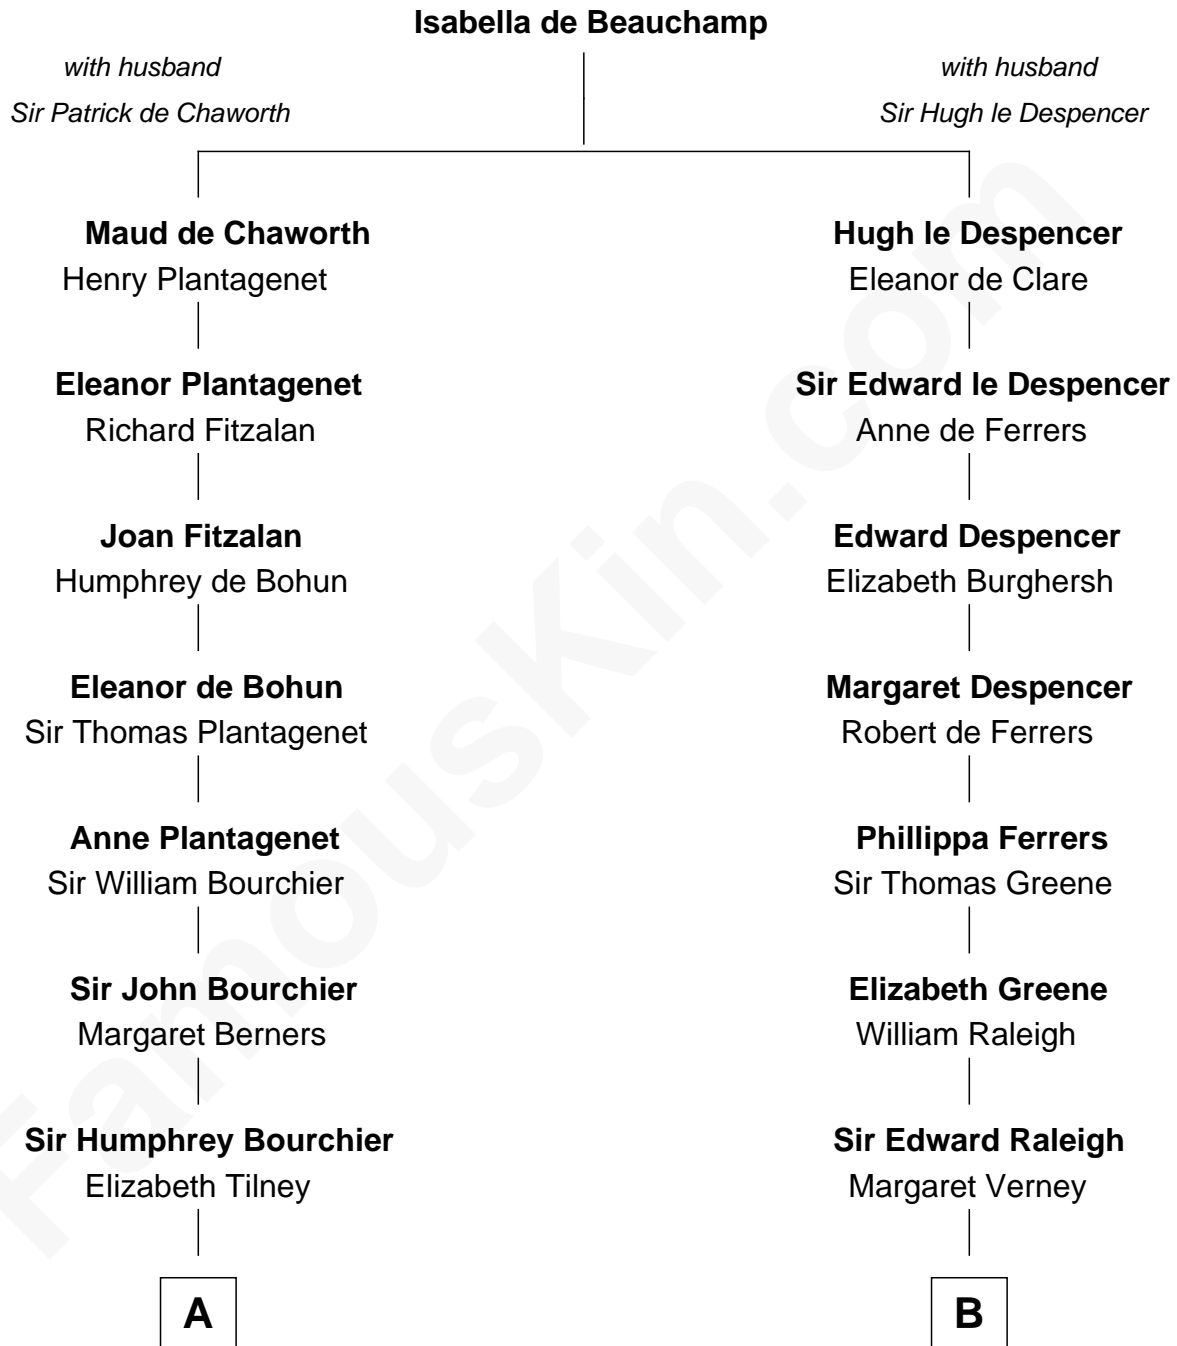 Isabella de Beauchamp
with husband
Sir Patrick de Chaworth
with husband
Sir Hugh le Despencer
Maud de Chaworth
Henry Plantagenet
Hugh le Despencer
Eleanor de Clare
Eleanor Plantagenet
Richard Fitzalan
Sir Edward le Despencer
Anne de Ferrers
Joan Fitzalan
Humphrey de Bohun
Edward Despencer
Elizabeth Burghersh
Eleanor de Bohun
Sir Thomas Plantagenet
Margaret Despencer
Robert de Ferrers
Anne Plantagenet
Sir William Bourchier
Phillippa Ferrers
Sir Thomas Greene
Sir John Bourchier
Margaret Berners
Elizabeth Greene
William Raleigh
Sir Humphrey Bourchier
Elizabeth Tilney
Sir Edward Raleigh
Margaret Verney
A
B
FamousKin.com